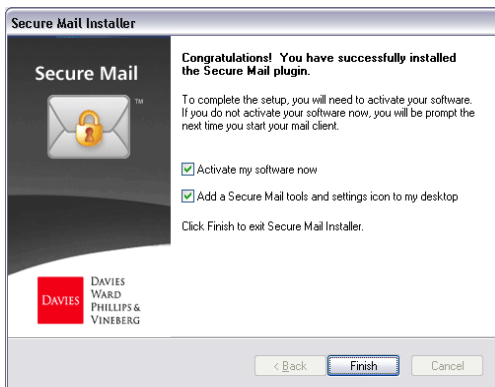 Secure Mail Installer
Secure Mail
TM
Congratulations! You have successfully installed
the Secure Mail plugin.
To complete the setup, you will need to activate your software.
If you do not activate your software now, you will be prompt the
next time you start your mail client.
Activate my software now
Add a Secure Mail tools and settings icon to my desktop
Click Finish to exit Secure Mail Installer.
DAVIES
DAVIES
WARD
PHILLIPS &
VINEBERG
< Back
Finish
Cancel